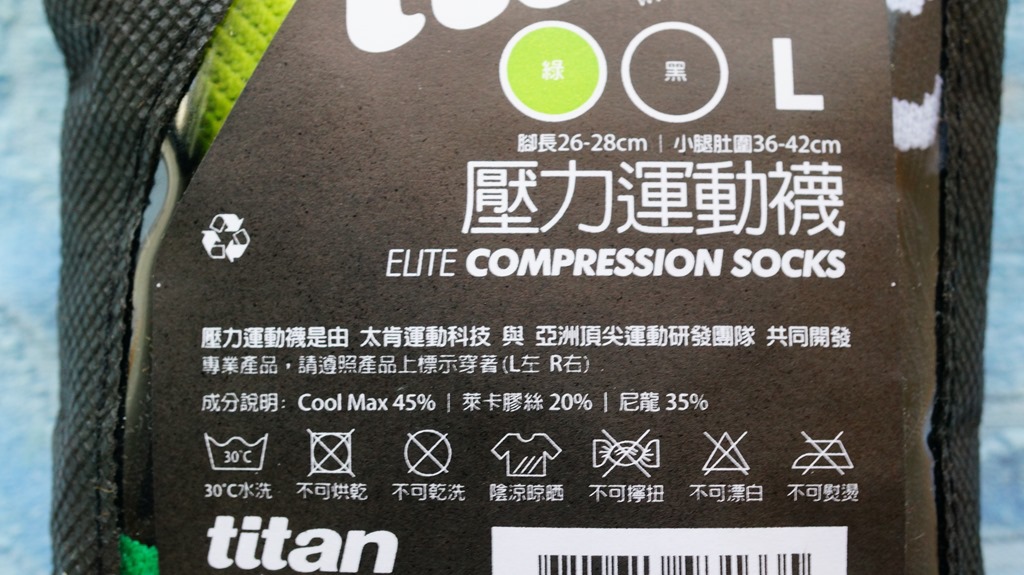 titan
綠 黑 L
腳長26-28cm | 小腿肚圍36-42cm
壓力運動襪
ELITE COMPRESSION SOCKS
壓力運動襪是由 太肯運動科技 與 亞洲頂尖運動研發團隊 共同開發
專業產品，請遵照產品上標示穿著(L左 R右)
成分說明: Cool Max 45% | 萊卡膠絲 20% | 尼龍 35%
30°C
30°C水洗 不可烘乾 不可乾洗 陰涼晾曬 不可擰扭 不可漂白 不可熨燙
titan